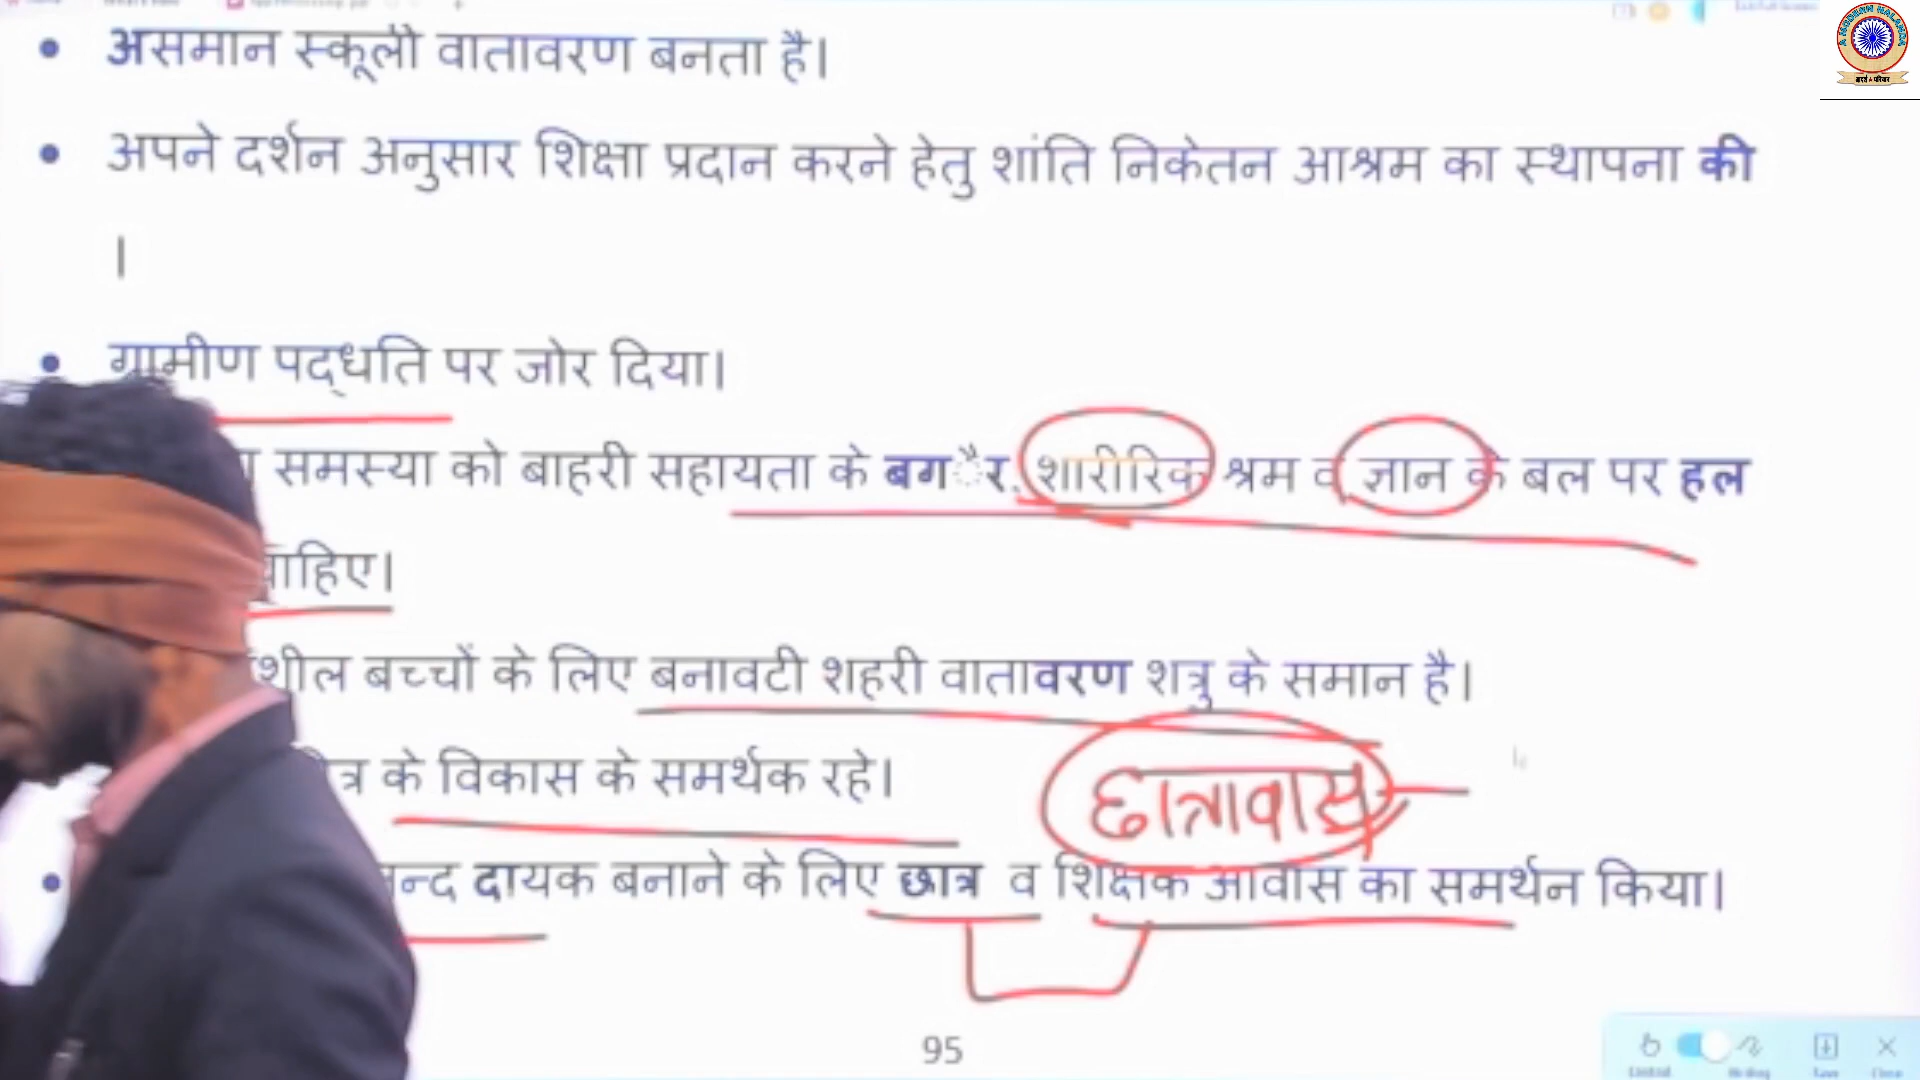 असमान स्कूली वातावरण बनता है।
अपने दर्शन अनुसार शिक्षा प्रदान करने हेतु शांति निकेतन आश्रम का स्थापना की
।
ग्रामीण पद्धति पर जोर दिया।
समस्या को बाहरी सहायता के बगैर, शारीरिक श्रम व ज्ञान के बल पर हल
चाहिए।
शील बच्चों के लिए बनावटी शहरी वातावरण शत्रु के समान है।
त्र के विकास के समर्थक रहे।
छात्रावास
न्द दायक बनाने के लिए छात्र व शिक्षक आवास का समर्थन किया।
95
A MODERN NALANDA